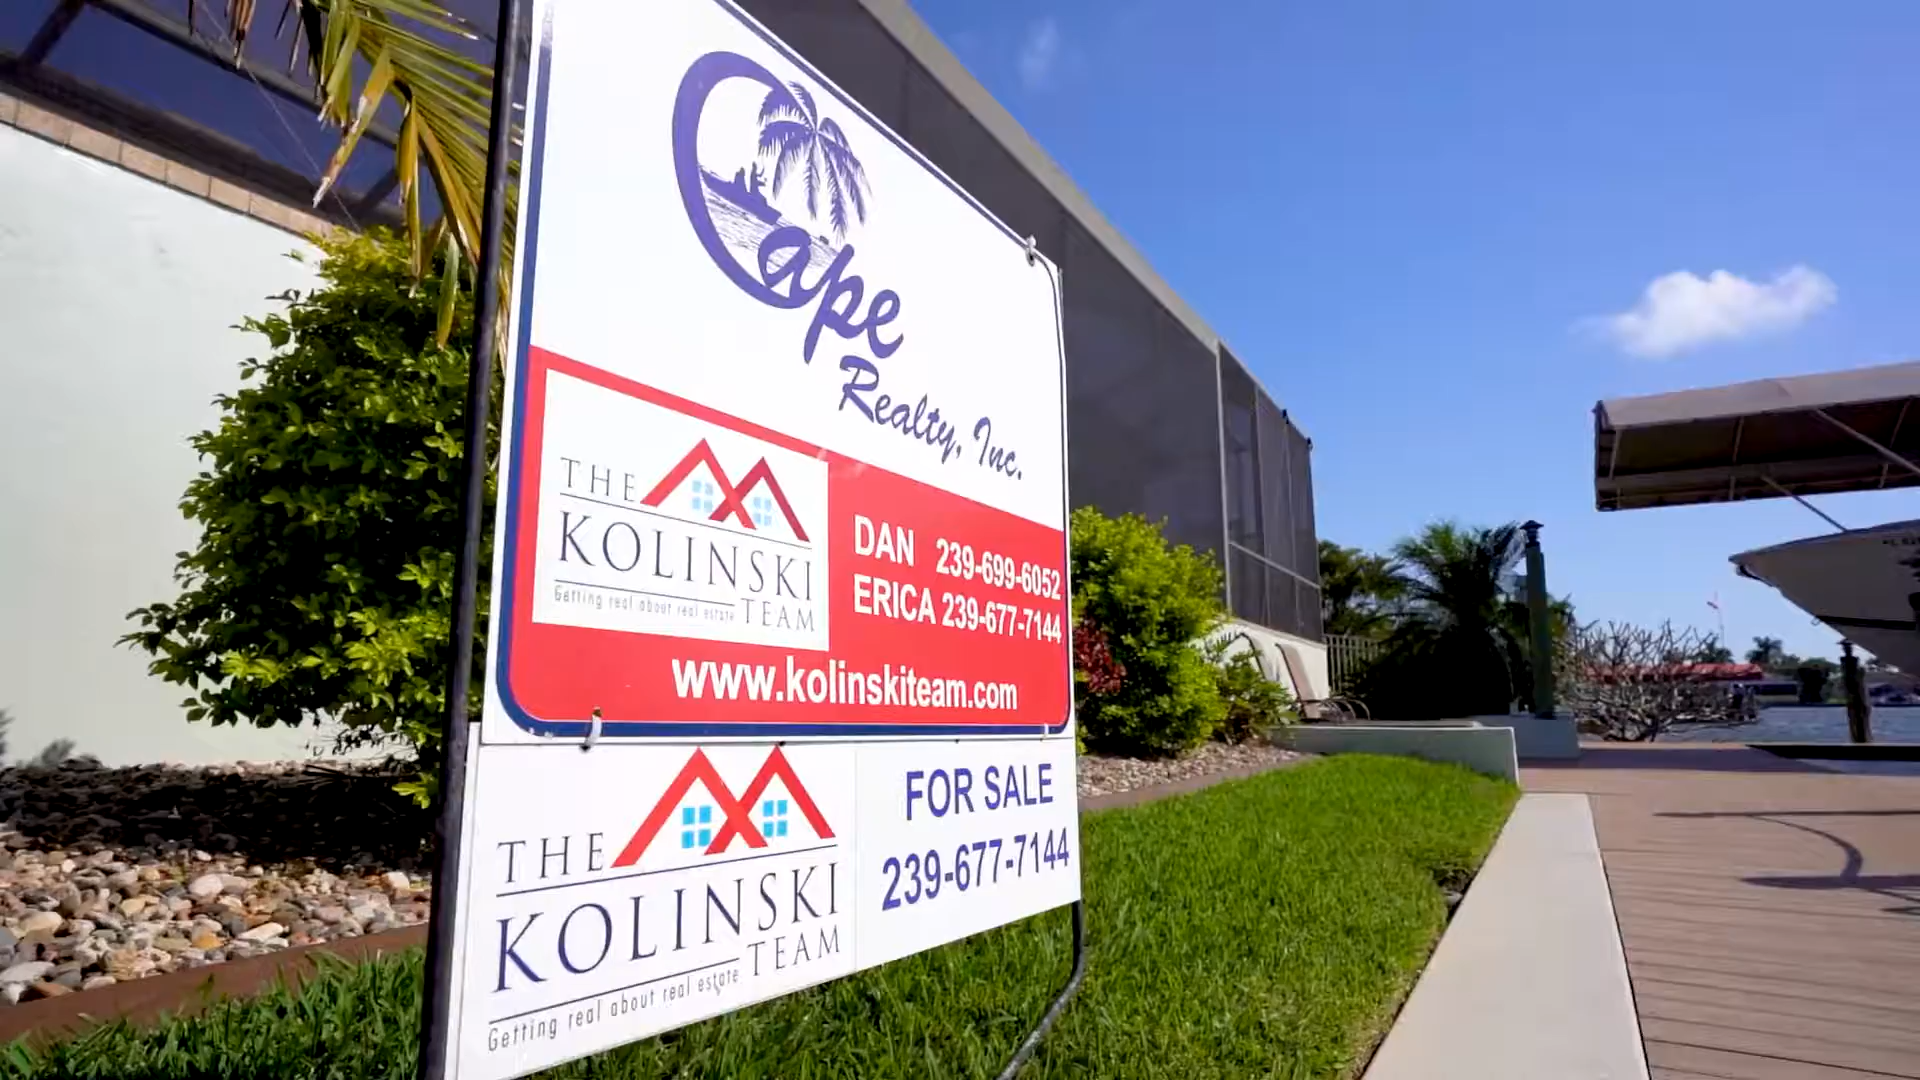 Cape
Realty, Inc.
THE
KOLINSKI
TEAM
Getting real about real estate
DAN 239-699-6052
ERICA 239-677-7144
www.kolinskiteam.com
THE
KOLINSKI
TEAM
Getting real about real estate
FOR SALE
239-677-7144